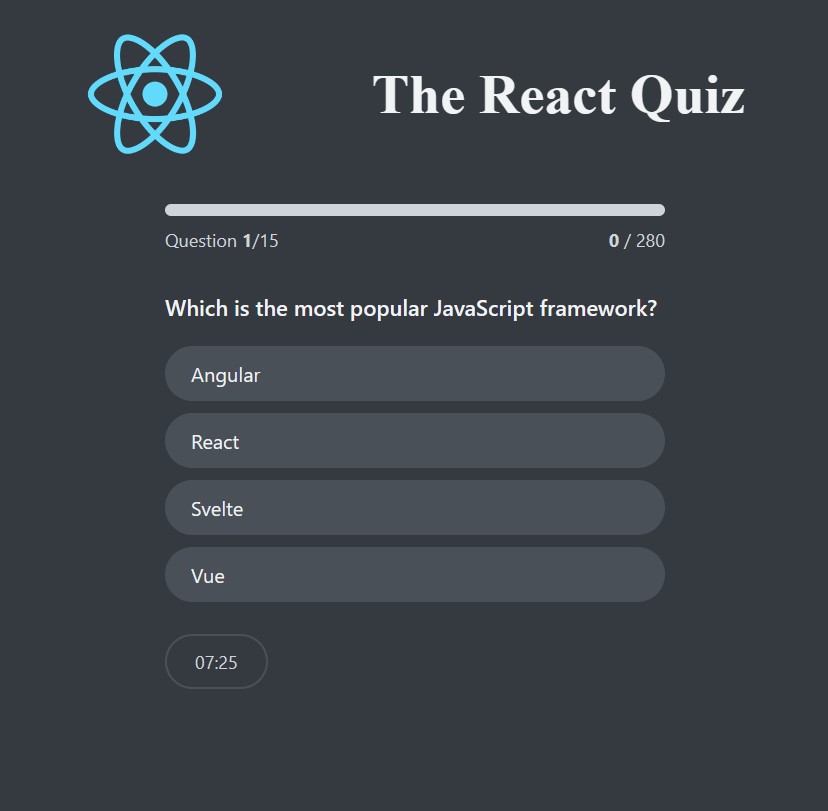 The React Quiz
Question 1/15
0 / 280
Which is the most popular JavaScript framework?
Angular
React
Svelte
Vue
07:25